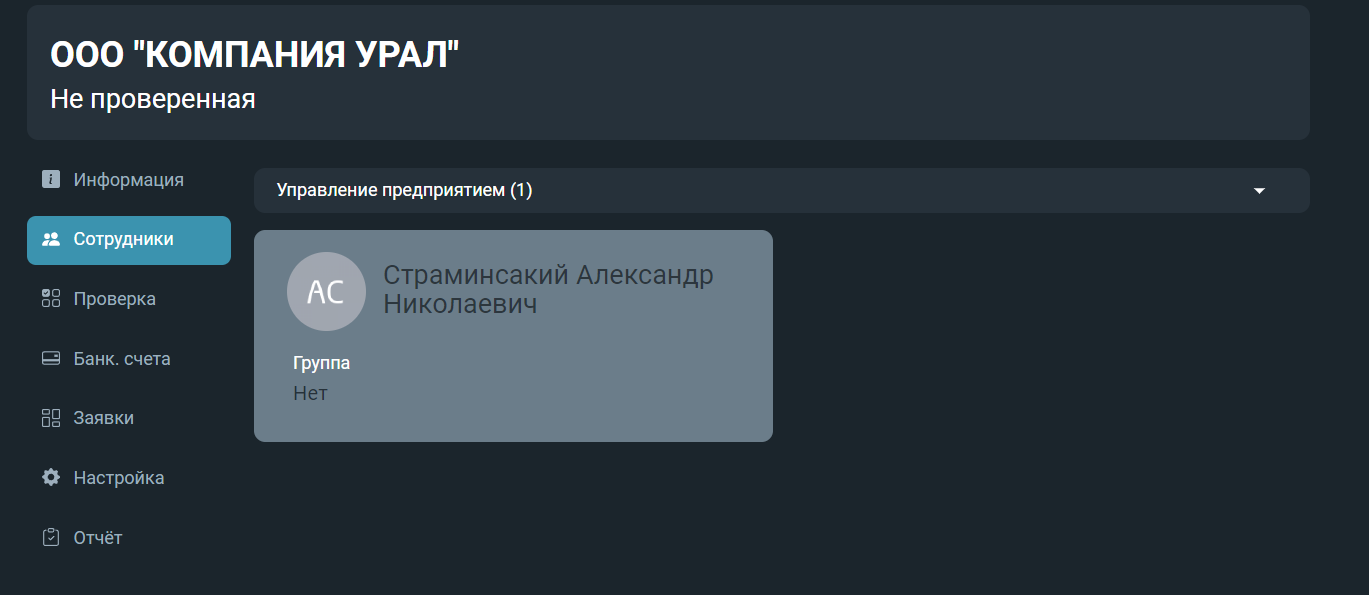 ООО "КОМПАНИЯ УРАЛ"
Не проверенная
Информация
Сотрудники
Проверка
Банк. счета
Заявки
Настройка
Отчёт
Управление предприятием (1)
АС
Страминсакий Александр
Николаевич
Группа
Нет